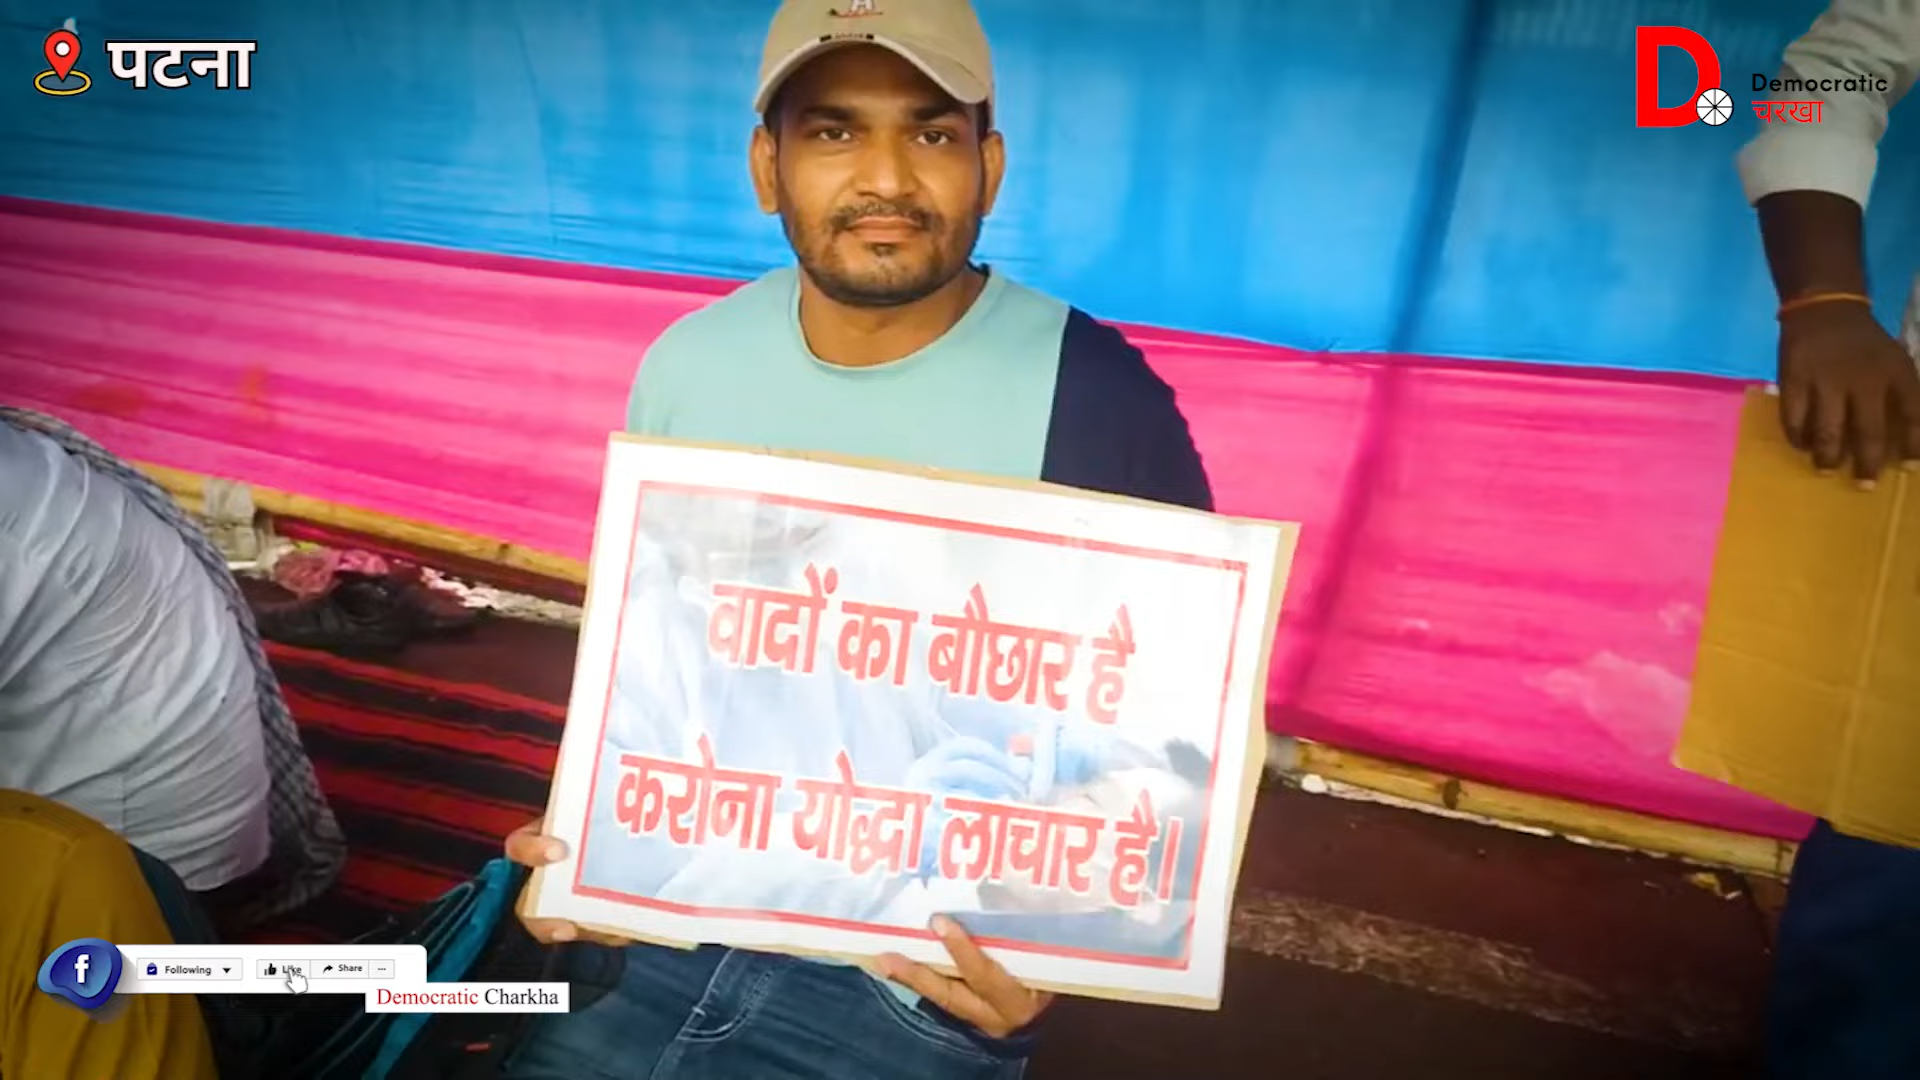 पटना
Democratic
चरखा
वादों का बौछार है
करोना योद्धा लाचार है।
Following
Like
Share
Democratic Charkha